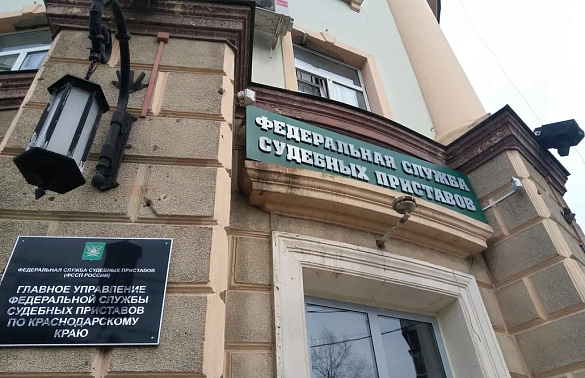 ФЕДЕРАЛЬНАЯ СЛУЖБА
СУДЕБНЫХ ПРИСТАВОВ
ФЕДЕРАЛЬНАЯ СЛУЖБА СУДЕБНЫХ ПРИСТАВОВ
(ФССП РОССИИ)
ГЛАВНОЕ УПРАВЛЕНИЕ
ФЕДЕРАЛЬНОЙ СЛУЖБЫ
СУДЕБНЫХ ПРИСТАВОВ
ПО КРАСНОДАРСКОМУ
КРАЮ